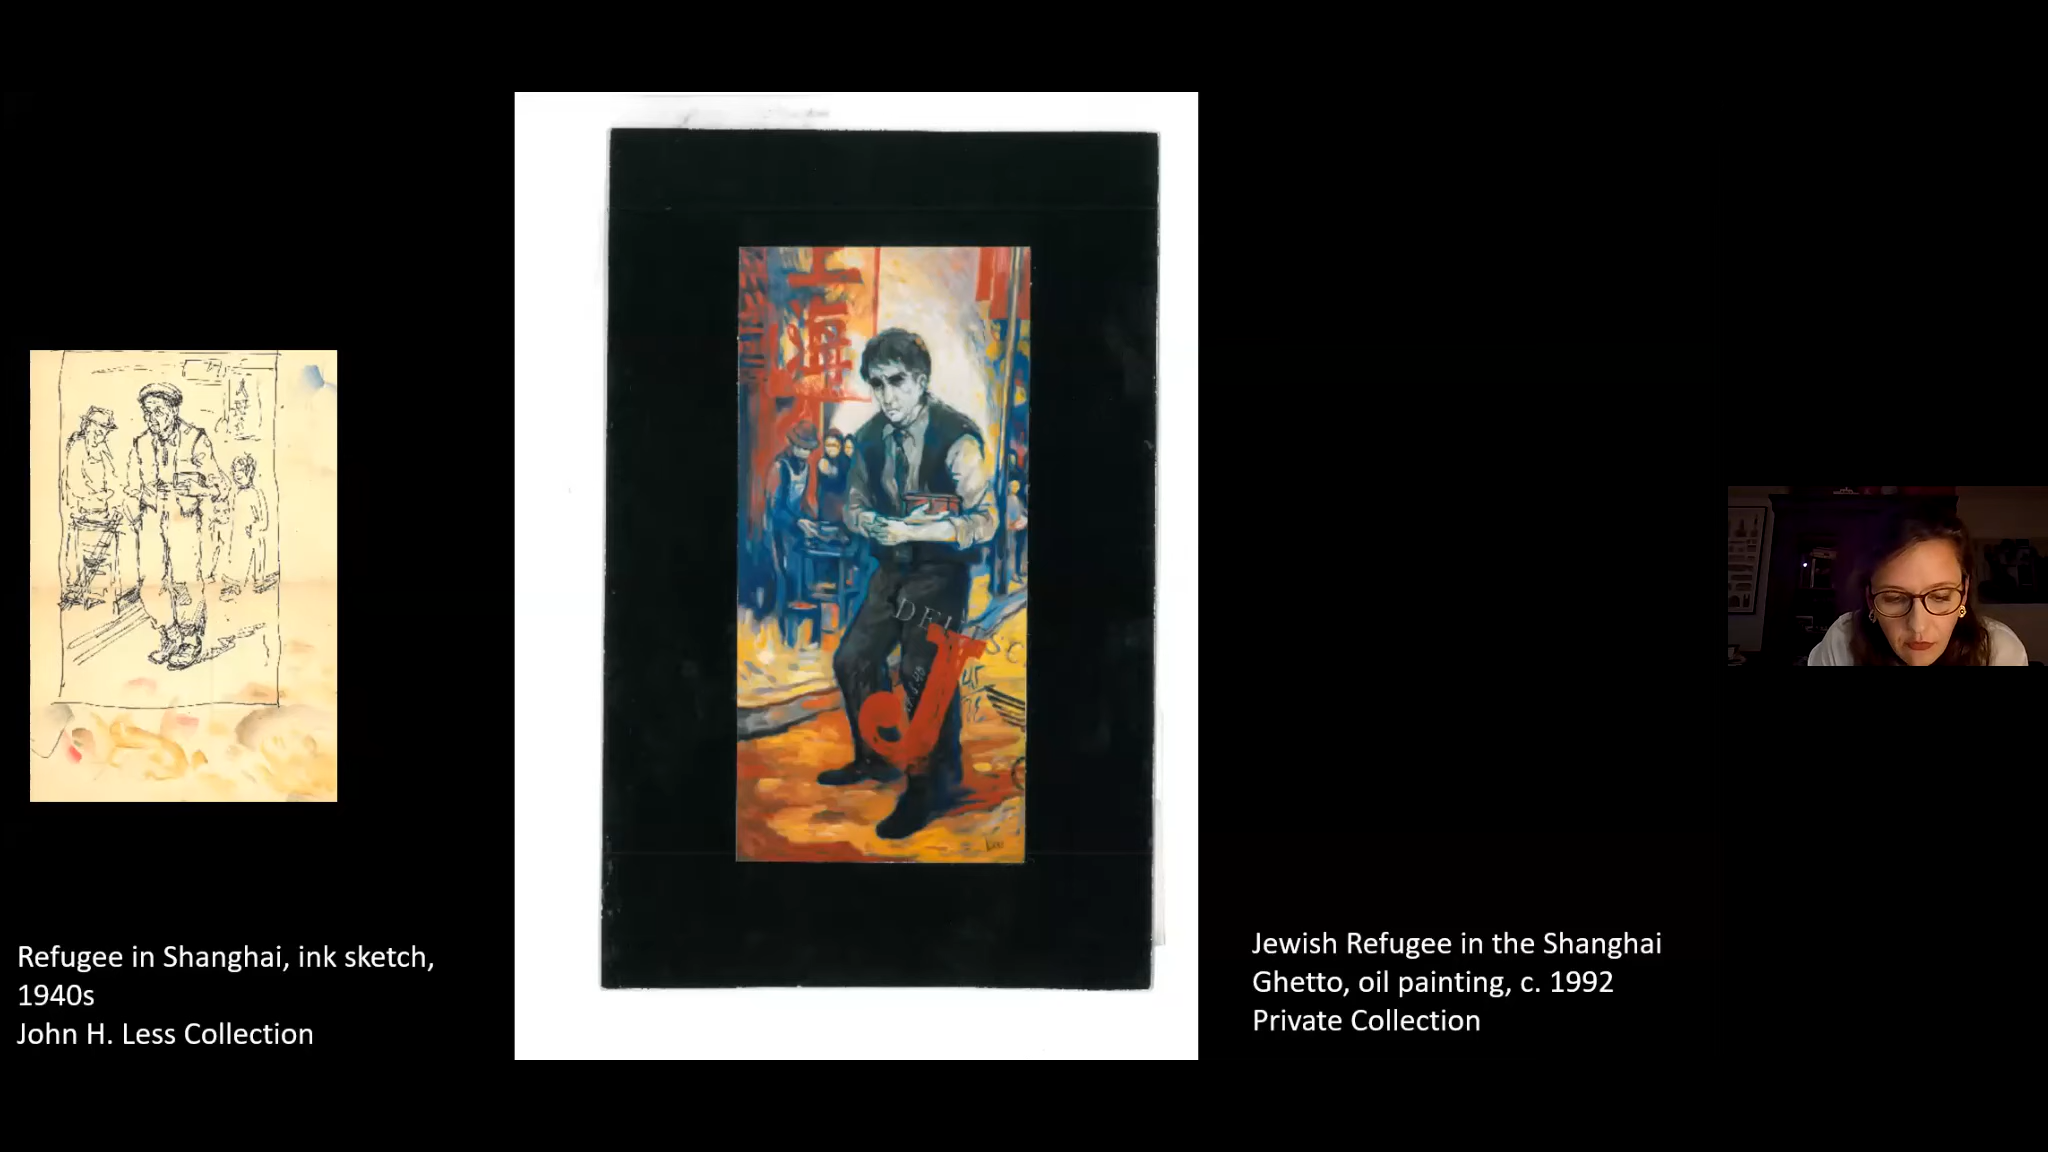 Refugee in Shanghai, ink sketch,
1940s
John H. Less Collection
上
海
J
Jewish Refugee in the Shanghai
Ghetto, oil painting, c. 1992
Private Collection